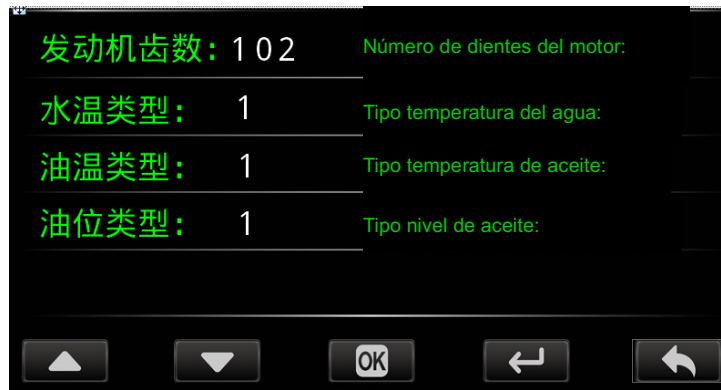 发动机齿数: 102 Número de dientes del motor:
水温类型: 1 Tipo temperatura del agua:
油温类型: 1 Tipo temperatura de aceite:
油位类型: 1 Tipo nivel de aceite:
OK